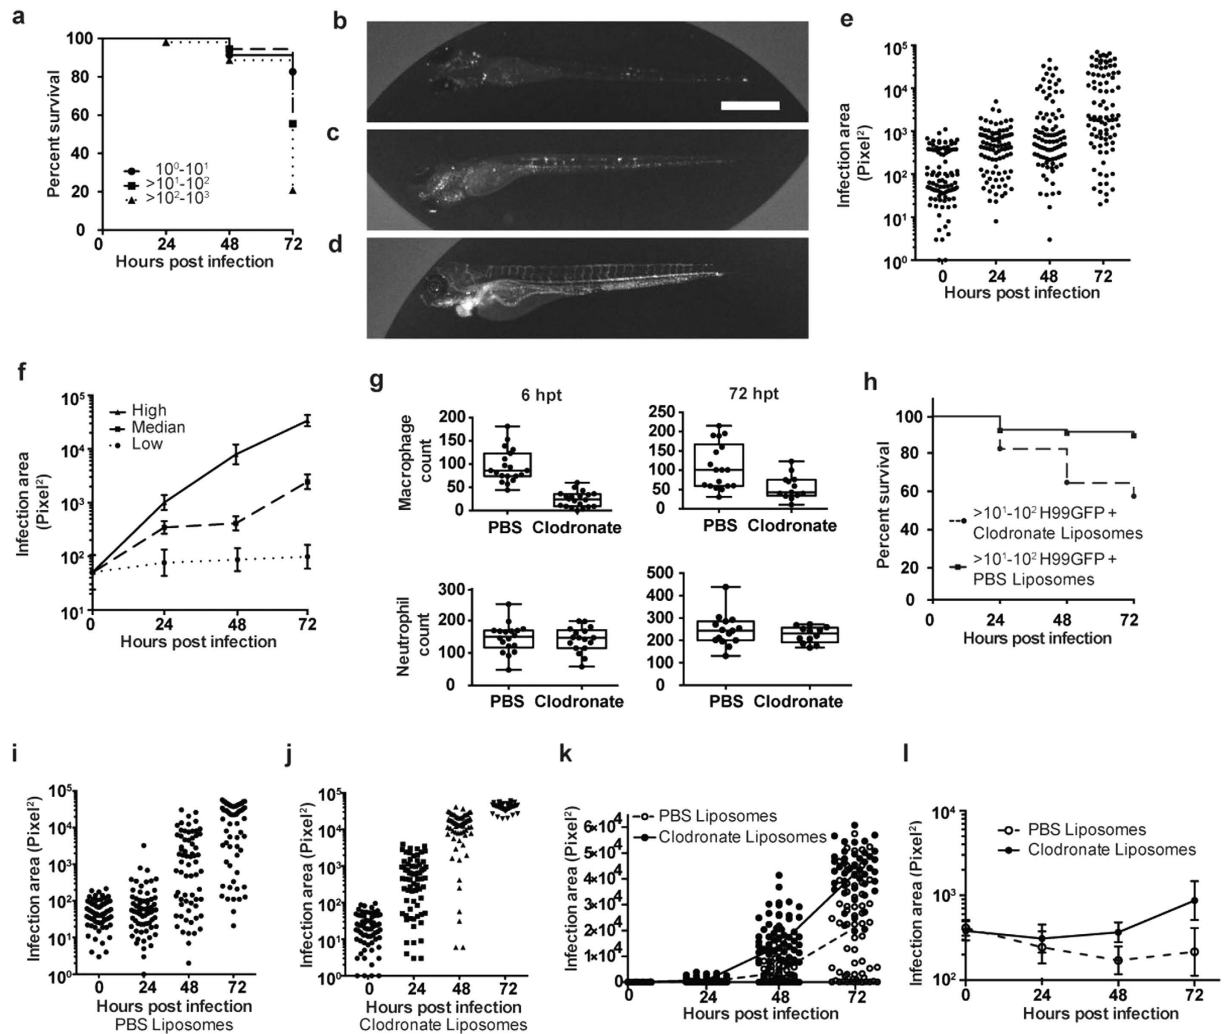 a
100
80
60
40
20
0
Percent survival
10⁰-10¹
>10¹-10²
>10²-10³
0 24 48 72
Hours post infection
b
c
d
e
10⁵
10⁴
10³
10²
10¹
10⁰
Infection area
(Pixel²)
0 24 48 72
Hours post infection
f
10⁵
10⁴
10³
10²
10¹
Infection area
(Pixel²)
High
Median
Low
0 24 48 72
Hours post infection
g
6 hpt
72 hpt
Macrophage
count
200
150
100
50
0
PBS Clodronate
250
200
150
100
50
0
PBS Clodronate
Neutrophil
count
300
200
100
0
PBS Clodronate
500
400
300
200
100
0
PBS Clodronate
h
100
80
60
40
20
0
Percent survival
>10¹-10² H99GFP +
Clodronate Liposomes
>10¹-10² H99GFP +
PBS Liposomes
0 24 48 72
Hours post infection
i
10⁵
10⁴
10³
10²
10¹
10⁰
Infection area (Pixel²)
0 24 48 72
Hours post infection
PBS Liposomes
j
10⁵
10⁴
10³
10²
10¹
10⁰
Infection area (Pixel²)
0 24 48 72
Hours post infection
Clodronate Liposomes
k
PBS Liposomes
Clodronate Liposomes
6×10⁴
5×10⁴
4×10⁴
3×10⁴
2×10⁴
1×10⁴
0
Infection area (Pixel²)
0 24 48 72
Hours post infection
l
10⁴
10³
10²
Infection area (Pixel²)
PBS Liposomes
Clodronate Liposomes
0 24 48 72
Hours post infection